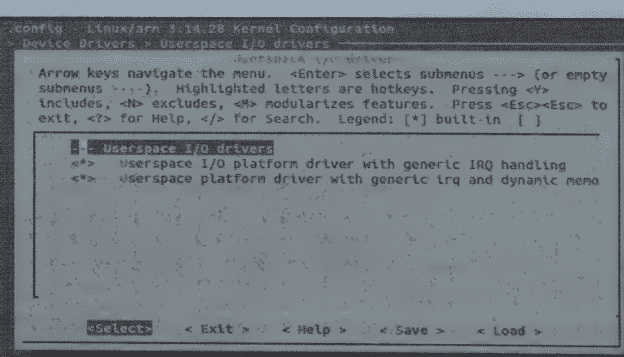 .config - Linux/arm 3.14.28 Kernel Configuration
> Device Drivers > Userspace I/O drivers
Userspace I/O drivers
Arrow keys navigate the menu. <Enter> selects submenus ---> (or empty
submenus ----). Highlighted letters are hotkeys. Pressing <Y>
includes, <N> excludes, <M> modularizes features. Press <Esc><Esc> to
exit, <?> for Help, </> for Search. Legend: [*] built-in [ ]
-*- Userspace I/O drivers
<*> Userspace I/O platform driver with generic IRQ handling
<*> Userspace platform driver with generic irq and dynamic memo
<Select> < Exit > < Help > < Save > < Load >